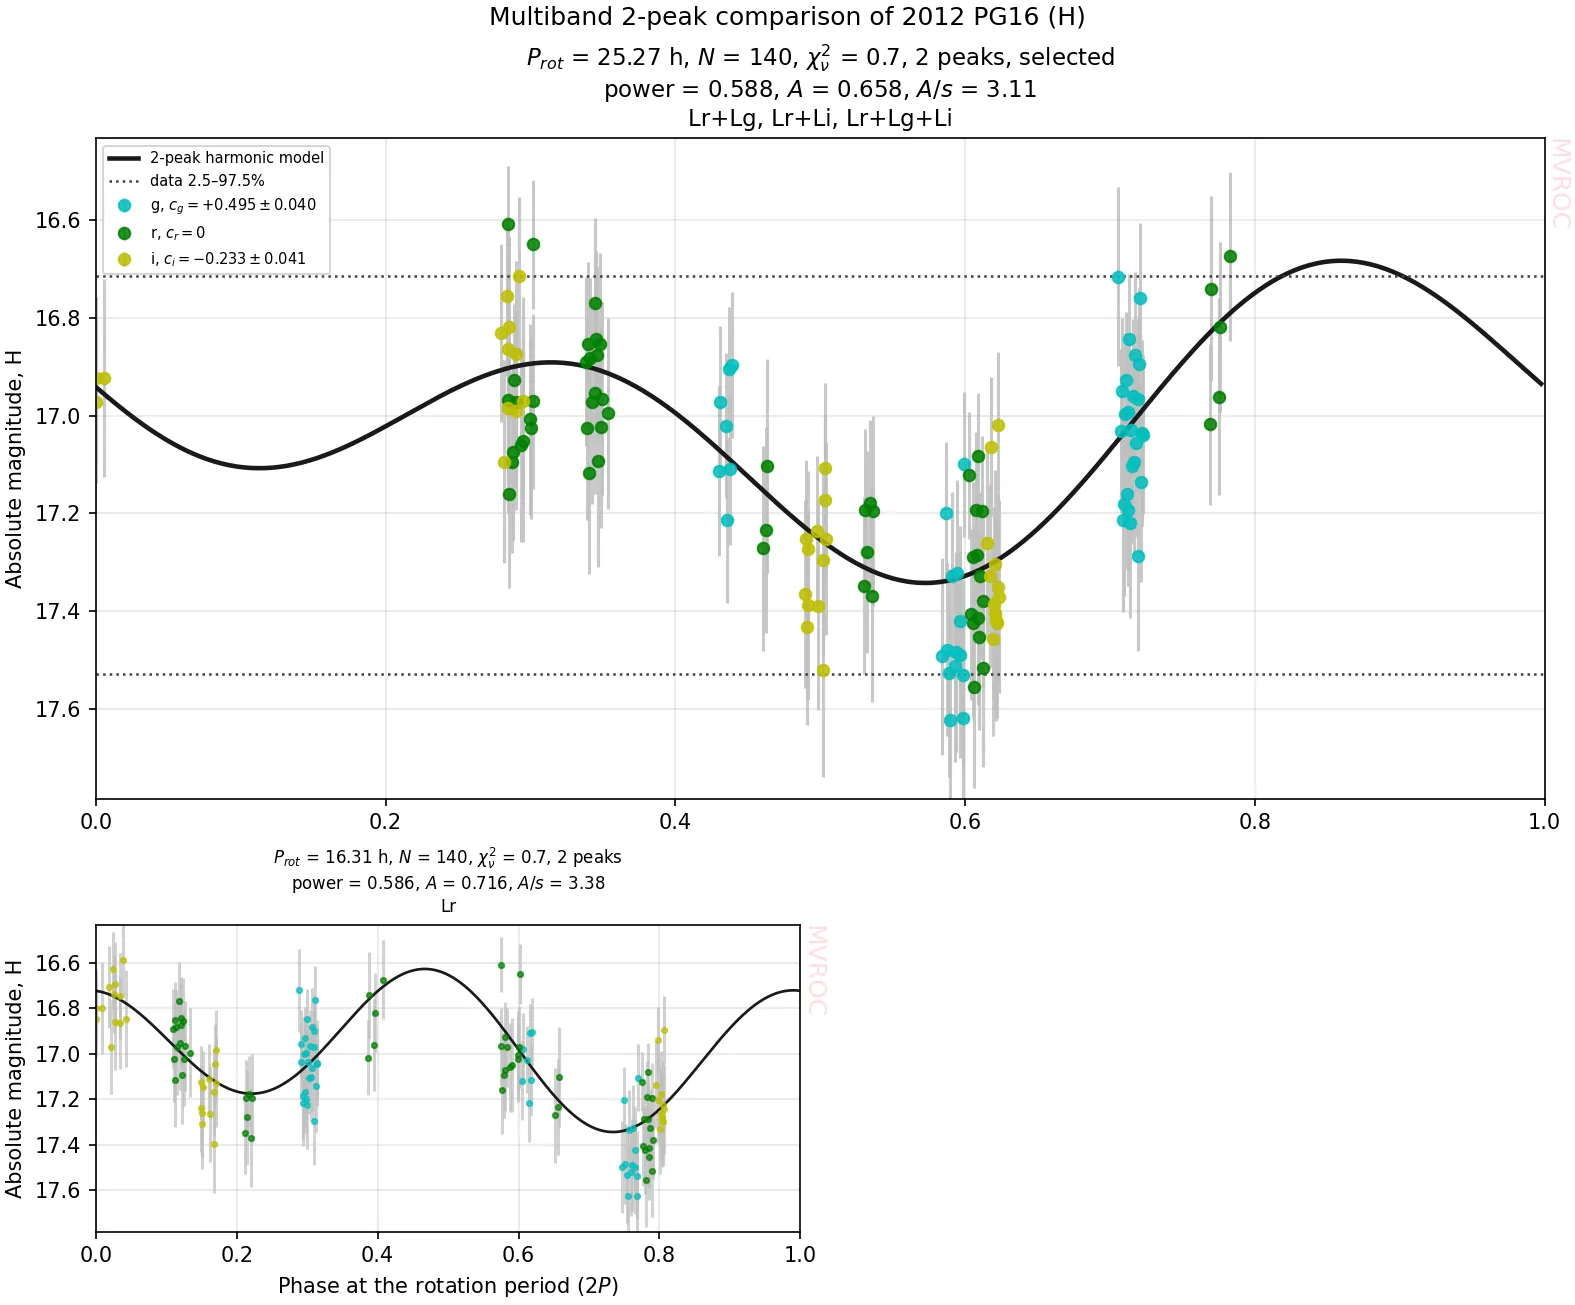 Multiband 2-peak comparison of 2012 PG16 (H)
P_rot = 25.27 h, N = 140, χ²_ν = 0.7, 2 peaks, selected
power = 0.588, A = 0.658, A/s = 3.11
Lr+Lg, Lr+Li, Lr+Lg+Li
MVROC
2-peak harmonic model
data 2.5–97.5%
g, c_g = +0.495 ± 0.040
r, c_r = 0
i, c_i = −0.233 ± 0.041
Absolute magnitude, H
16.6
16.8
17.0
17.2
17.4
17.6
0.0 0.2 0.4 0.6 0.8 1.0
P_rot = 16.31 h, N = 140, χ²_ν = 0.7, 2 peaks
power = 0.586, A = 0.716, A/s = 3.38
Lr
MVROC
Absolute magnitude, H
16.6
16.8
17.0
17.2
17.4
17.6
0.0 0.2 0.4 0.6 0.8 1.0
Phase at the rotation period (2P)